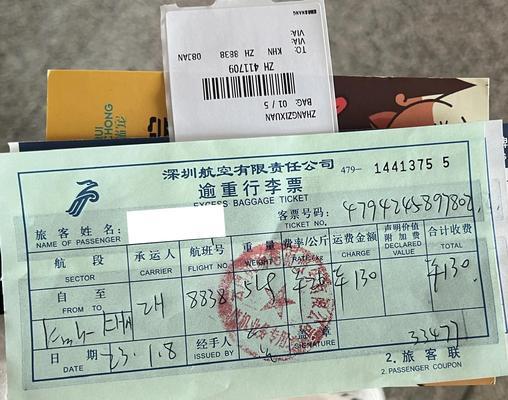 ZHANGZIXUAN
BAG: 01 / 5
ZH 411709
TO: KHN ZH 8838 08JAN
VIA:
VIA:
深圳航空有限责任公司 479- 1441375 5
逾重行李票
EXCESS BAGGAGE TICKET
旅客姓名: 客票号码: 4794245897802
NAME OF PASSENGER TICKET NO.
航段 承运人 航班号 重量 费率/公斤 运费金额 声明价值附加费 合计收费
SECTOR CARRIER FLIGHT NO. WEIGHT RATE/KG CHARGE DECLARED VALUE TOTAL
自 至
FROM TO ZH 8838 ¥130 ¥130
日期 23.1.8 经手人 盖章 33477
DATE ISSUED BY SIGNATURE
2. 旅客联
2. PASSENGER COUPON